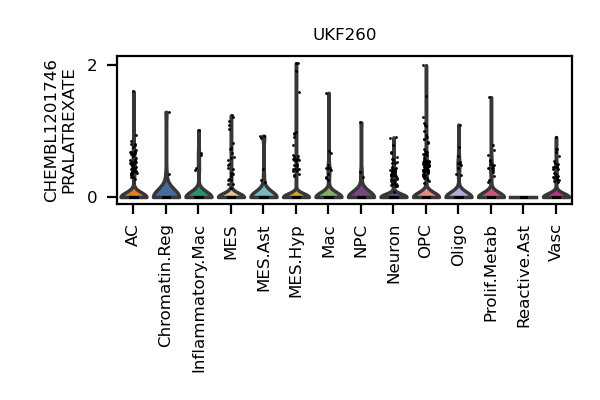 UKF260
CHEMBL1201746
PRALATREXATE
2
0
AC
Chromatin.Reg
Inflammatory.Mac
MES
MES.Ast
MES.Hyp
Mac
NPC
Neuron
OPC
Oligo
Prolif.Metab
Reactive.Ast
Vasc